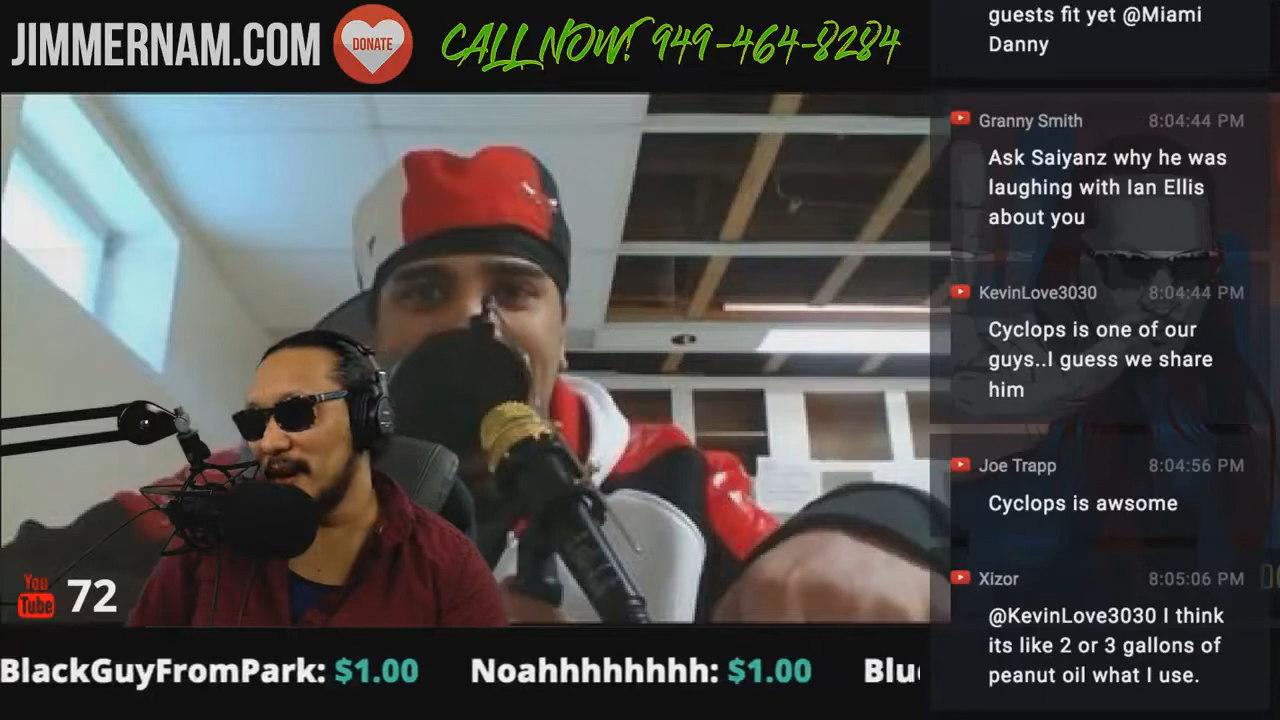 JIMMERNAM.COM
DONATE
CALL NOW! 949-464-8284
guests fit yet @Miami
Danny
Granny Smith 8:04:44 PM
Ask Saiyanz why he was
laughing with Ian Ellis
about you
KevinLove3030 8:04:44 PM
Cyclops is one of our
guys..I guess we share
him
Joe Trapp 8:04:56 PM
Cyclops is awsome
Xizor 8:05:06 PM
@KevinLove3030 I think
its like 2 or 3 gallons of
peanut oil what I use.
You
Tube
72
BlackGuyFromPark: $1.00 Noahhhhhhhh: $1.00